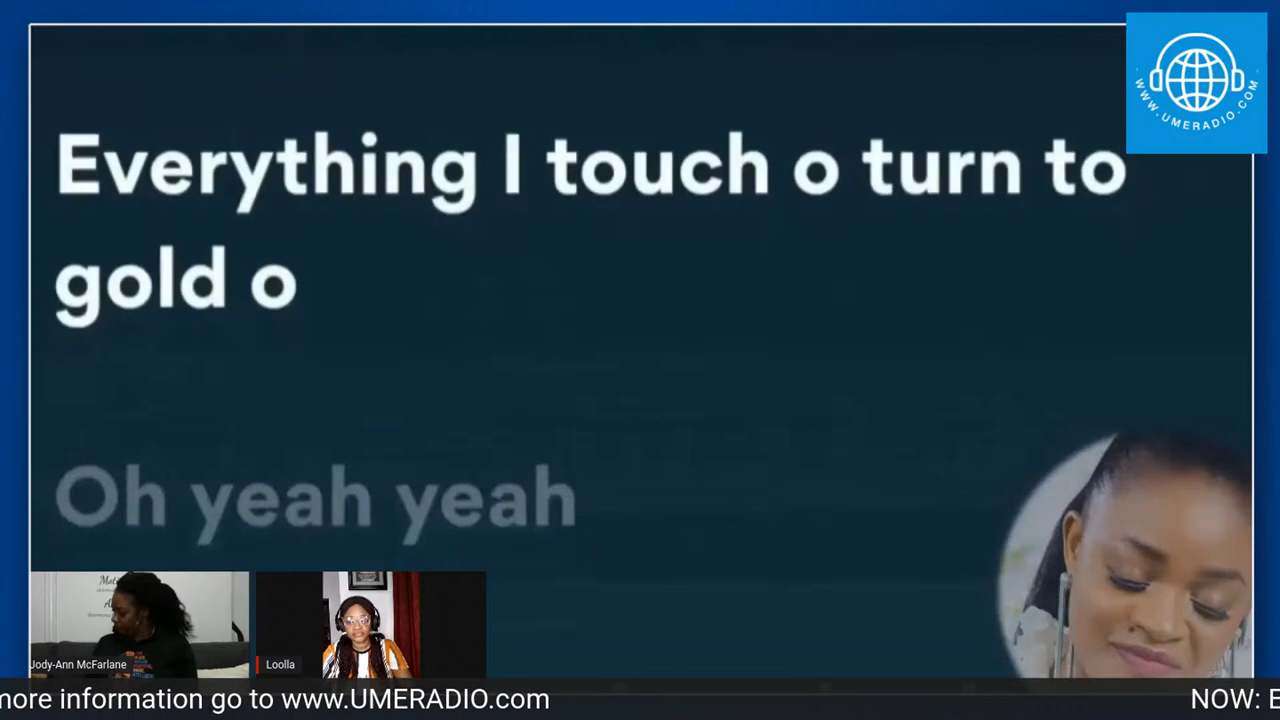 WWW.UMERADIO.COM
Everything I touch o turn to
gold o
Oh yeah yeah
Jody-Ann McFarlane
Loolla
more information go to www.UMERADIO.com
NOW: E